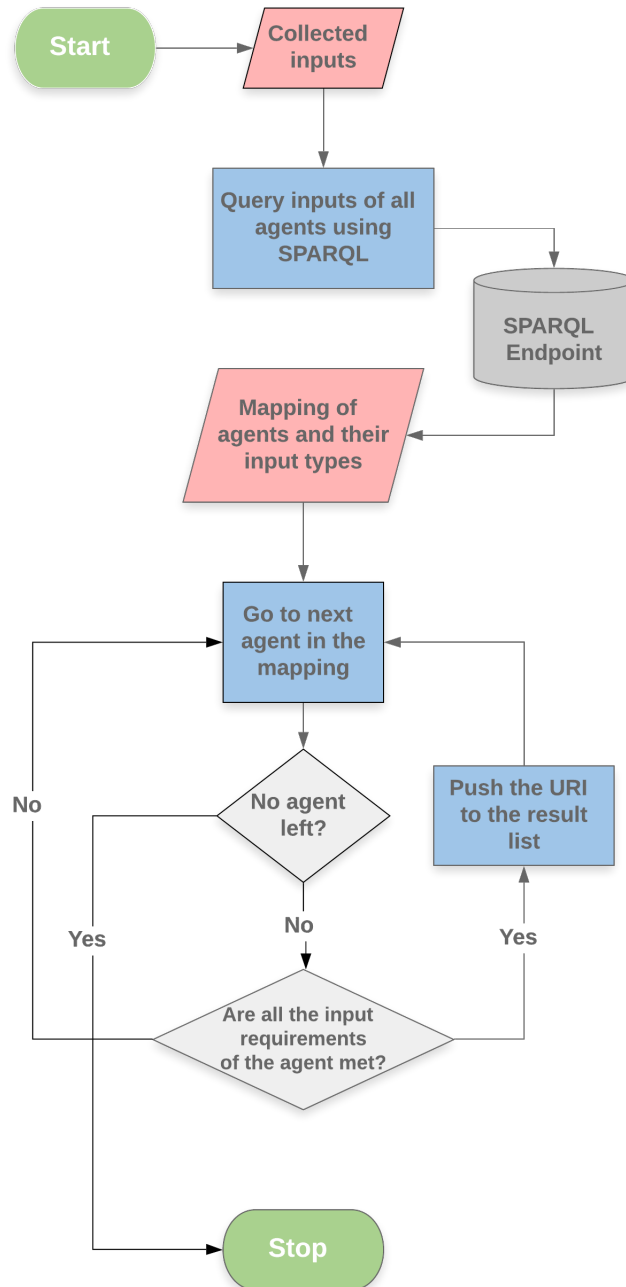 Start
Collected
inputs
Query inputs of all
agents using
SPARQL
SPARQL
Endpoint
Mapping of
agents and their
input types
Go to next
agent in the
mapping
No agent
left?
Push the URI
to the result
list
No
Yes
No
Yes
Are all the input
requirements
of the agent met?
Stop